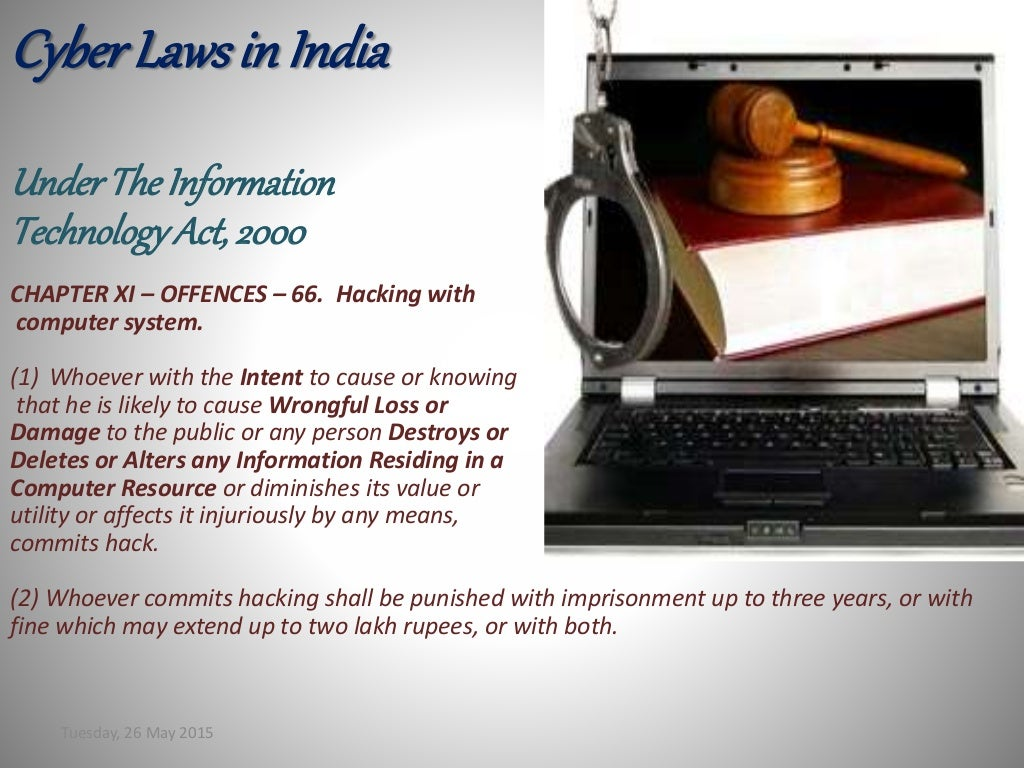 Cyber Laws in India
Under The Information
Technology Act, 2000
CHAPTER XI – OFFENCES – 66. Hacking with
computer system.
(1) Whoever with the Intent to cause or knowing
that he is likely to cause Wrongful Loss or
Damage to the public or any person Destroys or
Deletes or Alters any Information Residing in a
Computer Resource or diminishes its value or
utility or affects it injuriously by any means,
commits hack.
(2) Whoever commits hacking shall be punished with imprisonment up to three years, or with
fine which may extend up to two lakh rupees, or with both.
Tuesday, 26 May 2015